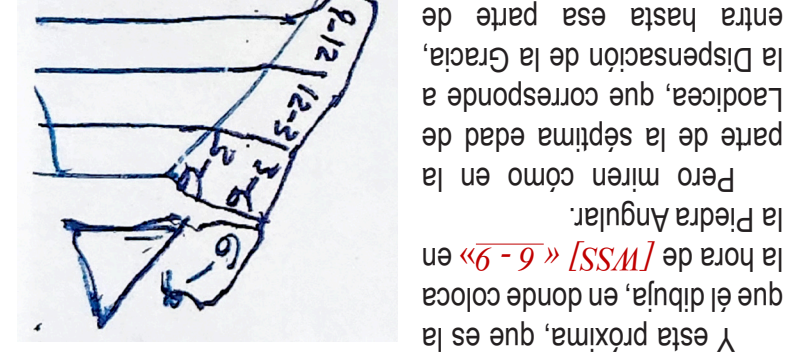 Y esta próxima, que es la
que él dibuja, en donde coloca
la hora de [WSS] «6 - 9» en
la Piedra Angular.
Pero miren cómo en la
parte de la séptima edad de
Laodicea, que corresponde a
la Dispensación de la Gracia,
entra hasta esa parte de
3-6
12-3
9-12